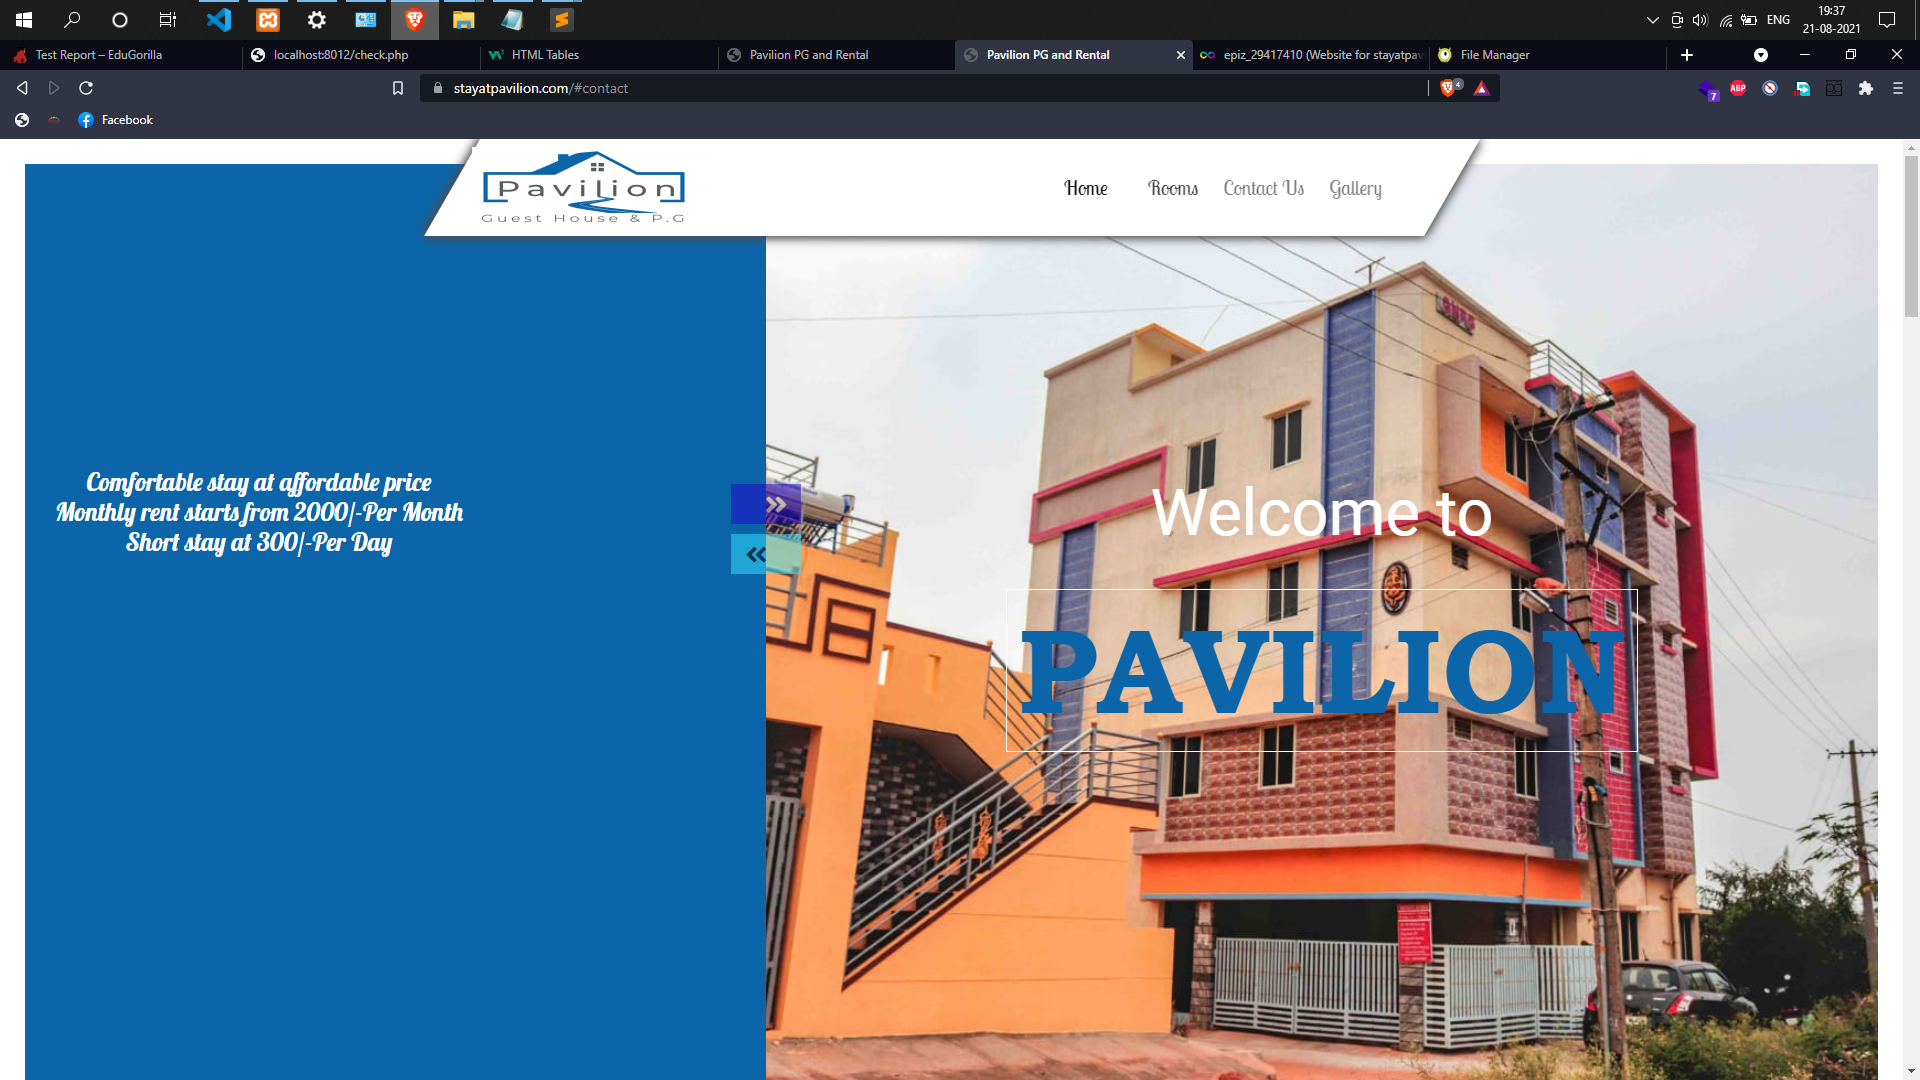 ENG
19:37
21-08-2021
Test Report – EduGorilla
localhost:8012/check.php
HTML Tables
Pavilion PG and Rental
Pavilion PG and Rental
epiz_29417410 (Website for stayatpav
File Manager
stayatpavilion.com/#contact
4
ABP
7
Facebook
Pavilion
Guest House & P.G
Home
Rooms
Contact Us
Gallery
Comfortable stay at affordable price
Monthly rent starts from 2000/-Per Month
Short stay at 300/-Per Day
Welcome to
PAVILION